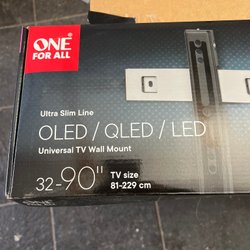 ONE
FOR ALL
Ultra Slim Line
OLED / QLED / LED
Universal TV Wall Mount
32-90" TV size
81-229 cm